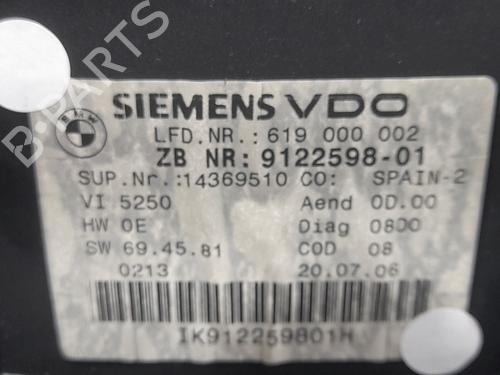 B-PARTS
BMW
SIEMENS VDO
LFD.NR.: 619 000 002
ZB NR: 9122598-01
SUP.Nr.:14369510 CO: SPAIN-2
VI 5250 Aend 0D.00
HW 0E Diag 0800
SW 69.45.81 COD 08
0213 20.07.06
IK912259801H